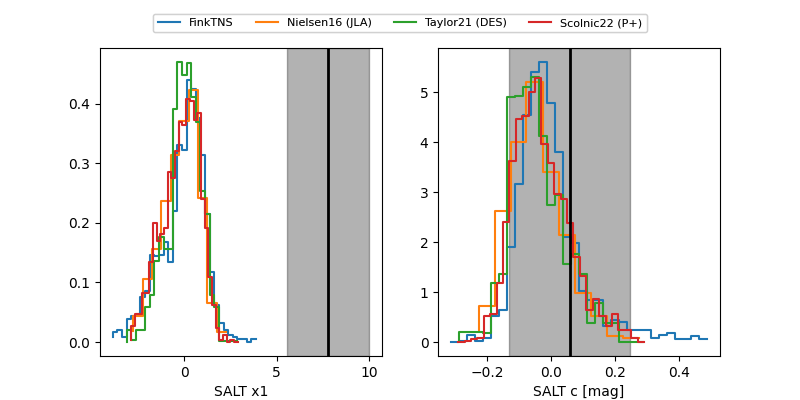 FinkTNS Nielsen16 (JLA) Taylor21 (DES) Scolnic22 (P+)
0.4
0.3
0.2
0.1
0.0
0 5 10
SALT x1
5
4
3
2
1
0
−0.2 0.0 0.2 0.4
SALT c [mag]